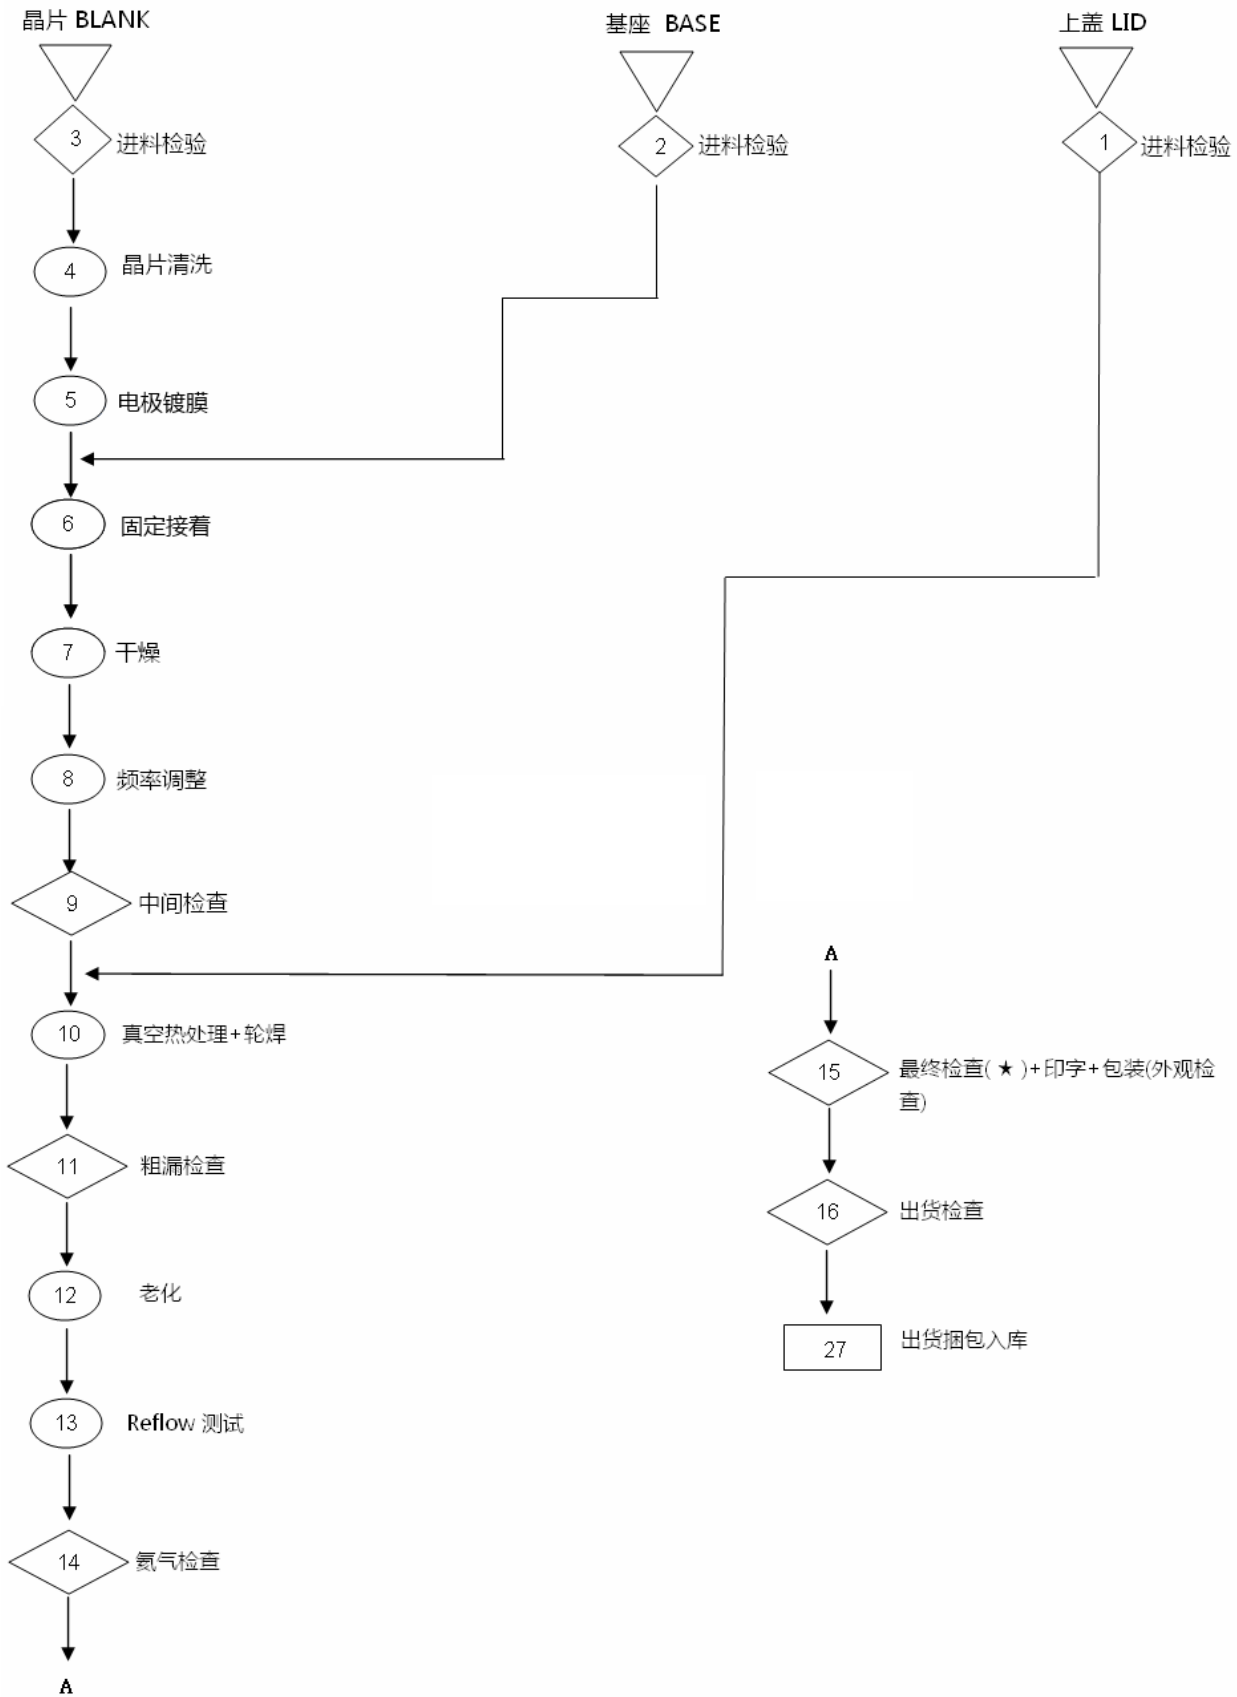 晶片 BLANK
基座 BASE
上盖 LID
3 进料检验
2 进料检验
1 进料检验
4 晶片清洗
5 电极镀膜
6 固定接着
7 干燥
8 频率调整
9 中间检查
10 真空热处理+轮焊
11 粗漏检查
12 老化
13 Reflow 测试
14 氦气检查
A
A
15 最终检查(★)+印字+包装(外观检
查)
16 出货检查
27 出货捆包入库